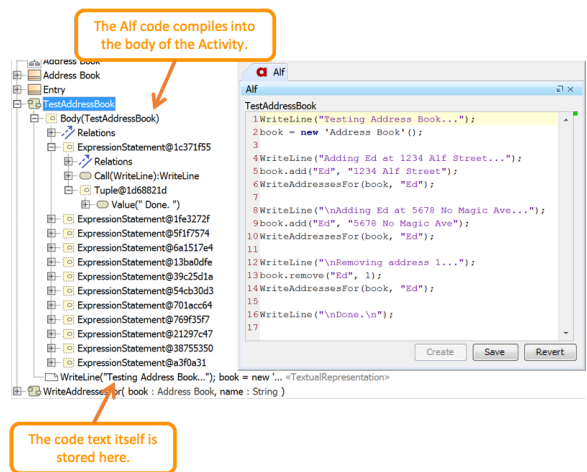 The Alf code compiles into
the body of the Activity.
Address Book
Address Book
Entry
TestAddressBook
Body(TestAddressBook)
Relations
ExpressionStatement@1c371f55
Relations
Call(WriteLine):WriteLine
Tuple@1d68821d
Value(" Done. ")
ExpressionStatement@1fe3272f
ExpressionStatement@5f1f7574
ExpressionStatement@6a1517e4
ExpressionStatement@13ba0dfe
ExpressionStatement@39c25d1a
ExpressionStatement@54cb30d3
ExpressionStatement@701acc64
ExpressionStatement@769f35f7
ExpressionStatement@21297c47
ExpressionStatement@38755350
ExpressionStatement@a3f0a31
WriteLine("Testing Address Book..."); book = new '... «TextualRepresentation»
WriteAddressesFor( book : Address Book, name : String )
Alf
Alf
TestAddressBook
1 WriteLine("Testing Address Book...");
2 book = new 'Address Book'();
3
4 WriteLine("Adding Ed at 1234 Alf Street...");
5 book.add("Ed", "1234 Alf Street");
6 WriteAddressesFor(book, "Ed");
7
8 WriteLine("\nAdding Ed at 5678 No Magic Ave...");
9 book.add("Ed", "5678 No Magic Ave");
10 WriteAddressesFor(book, "Ed");
11
12 WriteLine("\nRemoving address 1...");
13 book.remove("Ed", 1);
14 WriteAddressesFor(book, "Ed");
15
16 WriteLine("\nDone.\n");
17
Create Save Revert
The code text itself is
stored here.